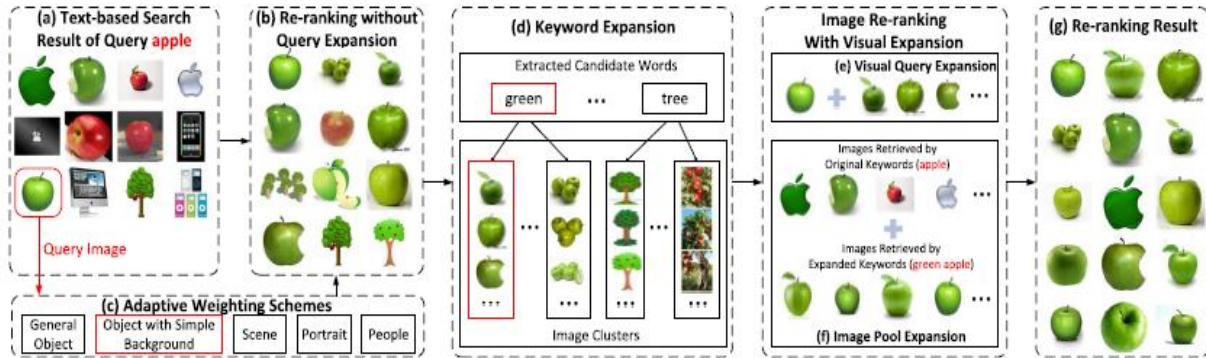 (a) Text-based Search
Result of Query apple
Query Image
(b) Re-ranking without
Query Expansion
(c) Adaptive Weighting Schemes
General
Object
Object with Simple
Background
Scene
Portrait
People
(d) Keyword Expansion
Extracted Candidate Words
green
...
tree
...
...
...
...
...
...
Image Clusters
Image Re-ranking
With Visual Expansion
(e) Visual Query Expansion
+
...
Images Retrieved by
Original Keywords (apple)
...
+
Images Retrieved by
Expanded Keywords (green apple)
...
(f) Image Pool Expansion
(g) Re-ranking Result